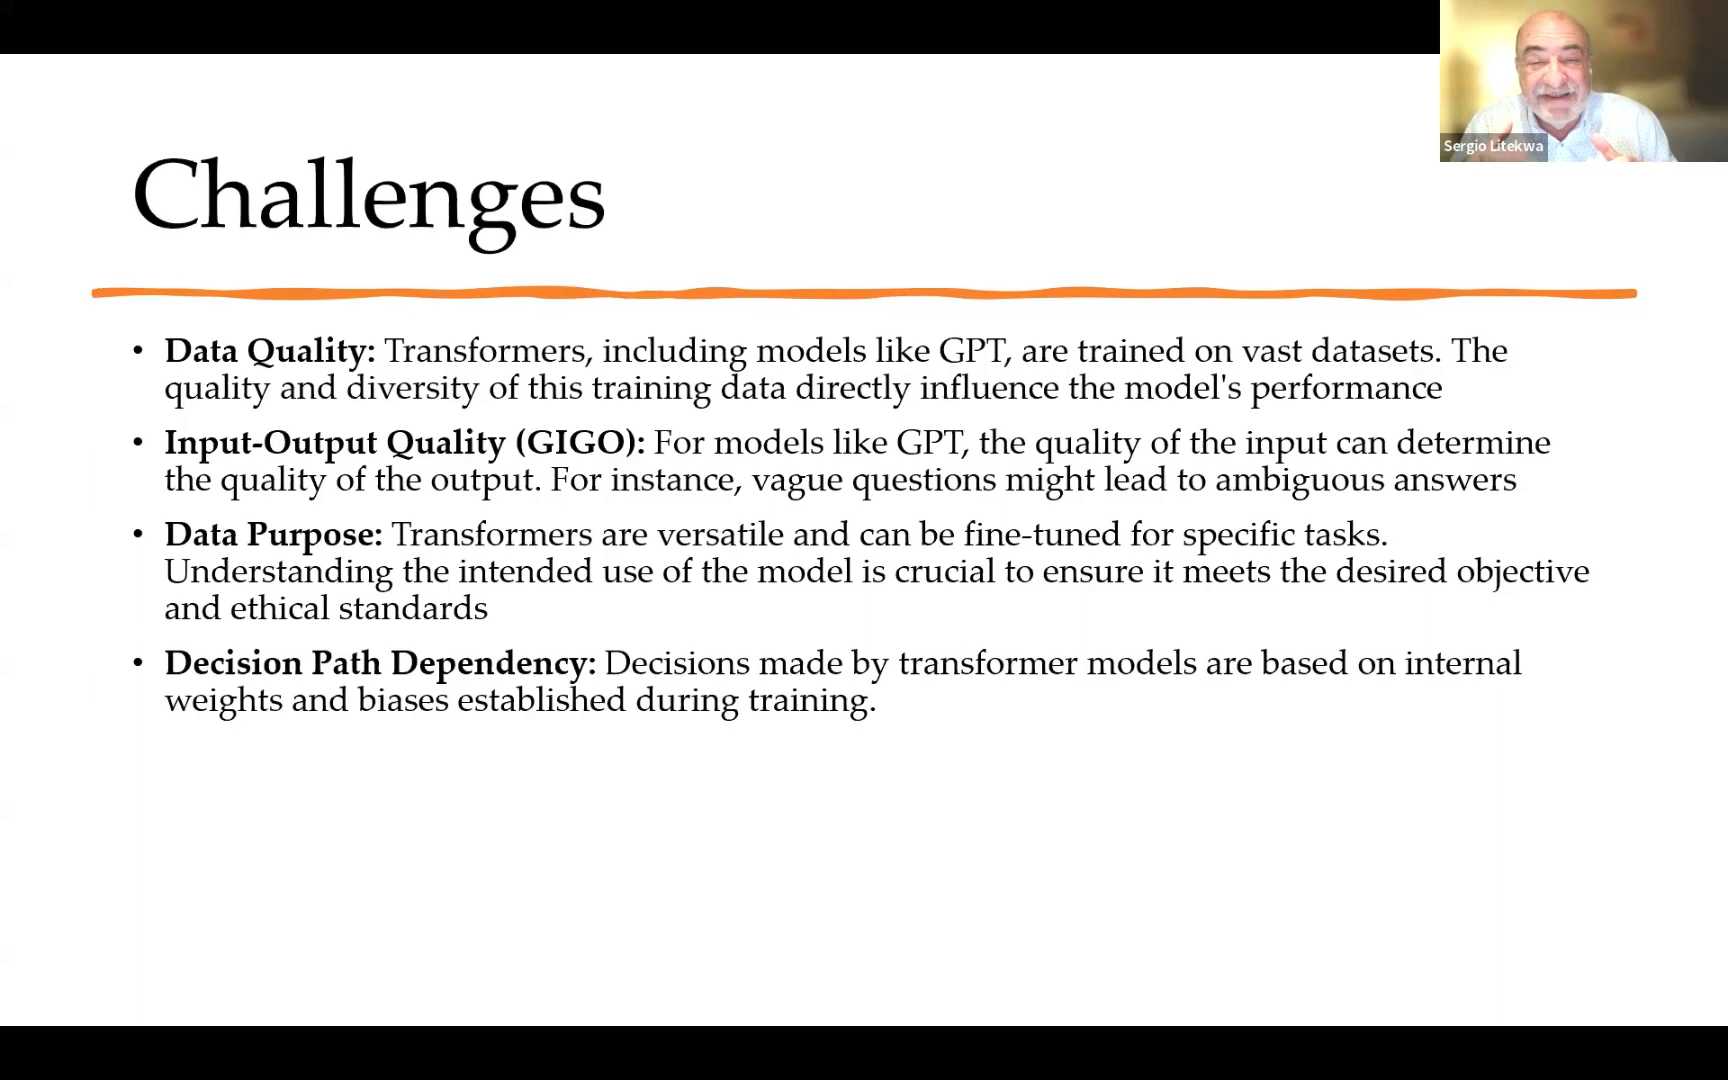 Sergio Litekwa
Challenges
• Data Quality: Transformers, including models like GPT, are trained on vast datasets. The
quality and diversity of this training data directly influence the model's performance
• Input-Output Quality (GIGO): For models like GPT, the quality of the input can determine
the quality of the output. For instance, vague questions might lead to ambiguous answers
• Data Purpose: Transformers are versatile and can be fine-tuned for specific tasks.
Understanding the intended use of the model is crucial to ensure it meets the desired objective
and ethical standards
• Decision Path Dependency: Decisions made by transformer models are based on internal
weights and biases established during training.